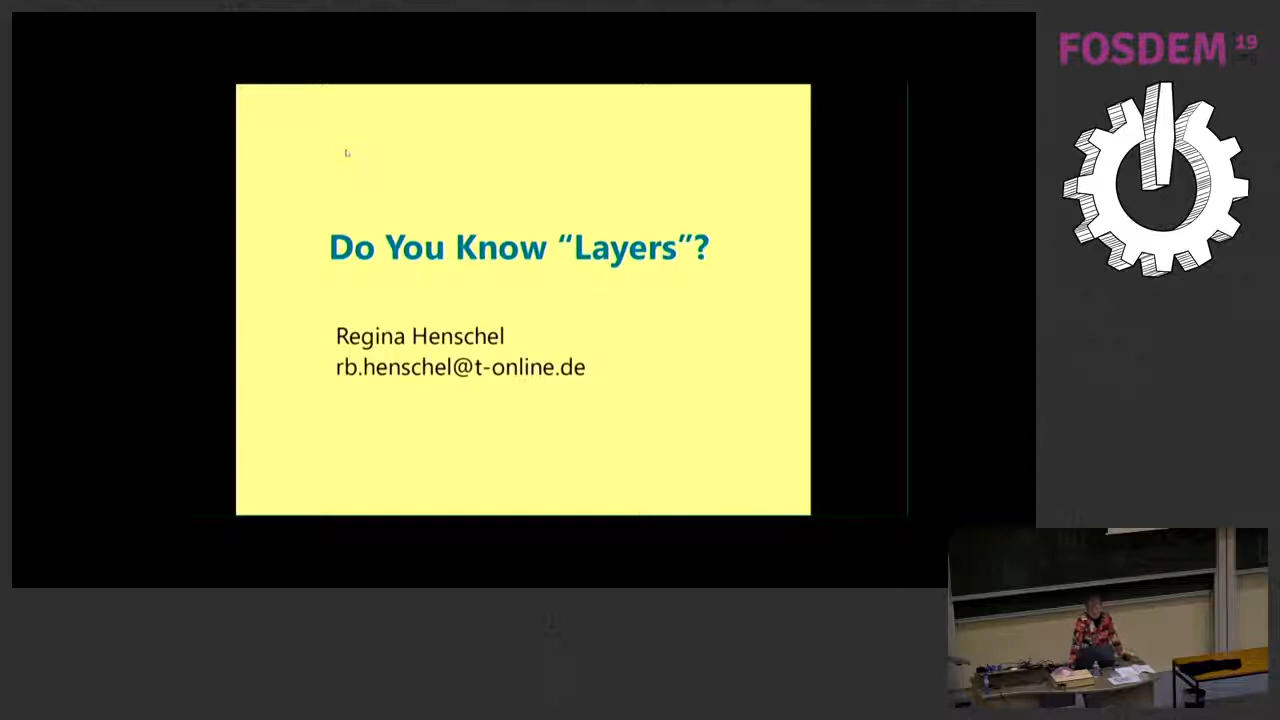 FOSDEM 19
Do You Know “Layers”?
Regina Henschel
rb.henschel@t-online.de